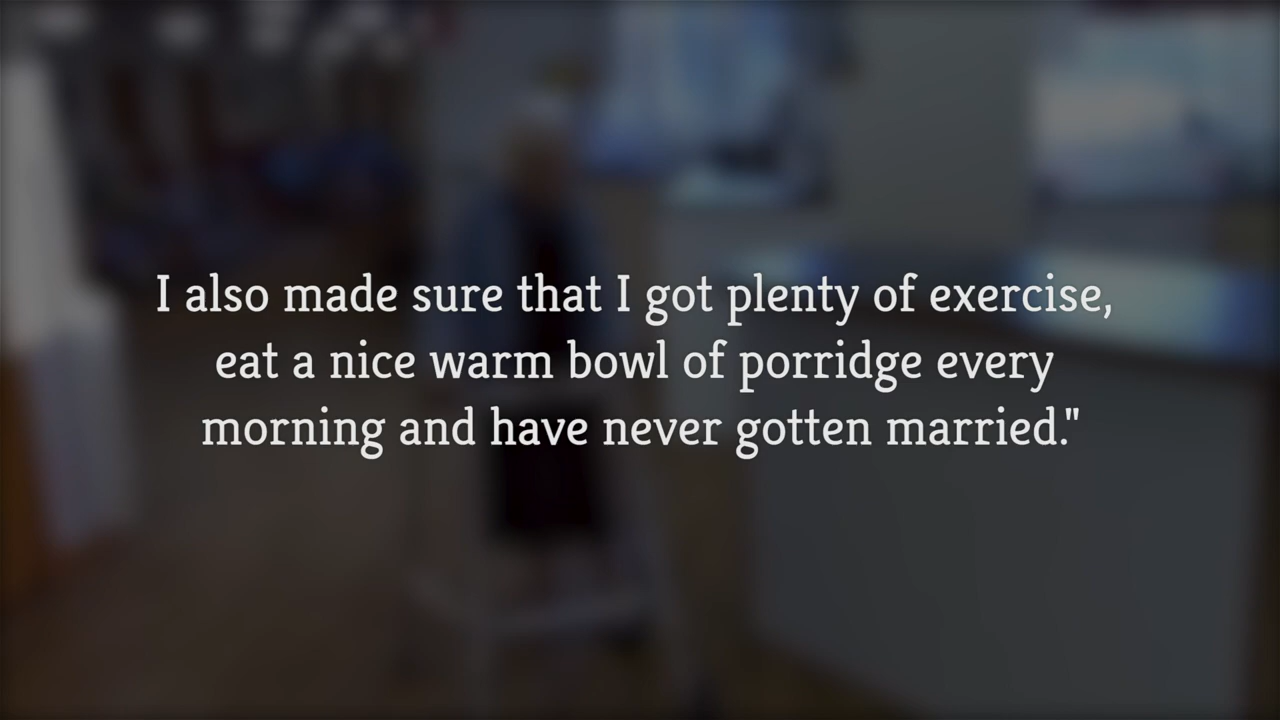 I also made sure that I got plenty of exercise,
eat a nice warm bowl of porridge every
morning and have never gotten married."